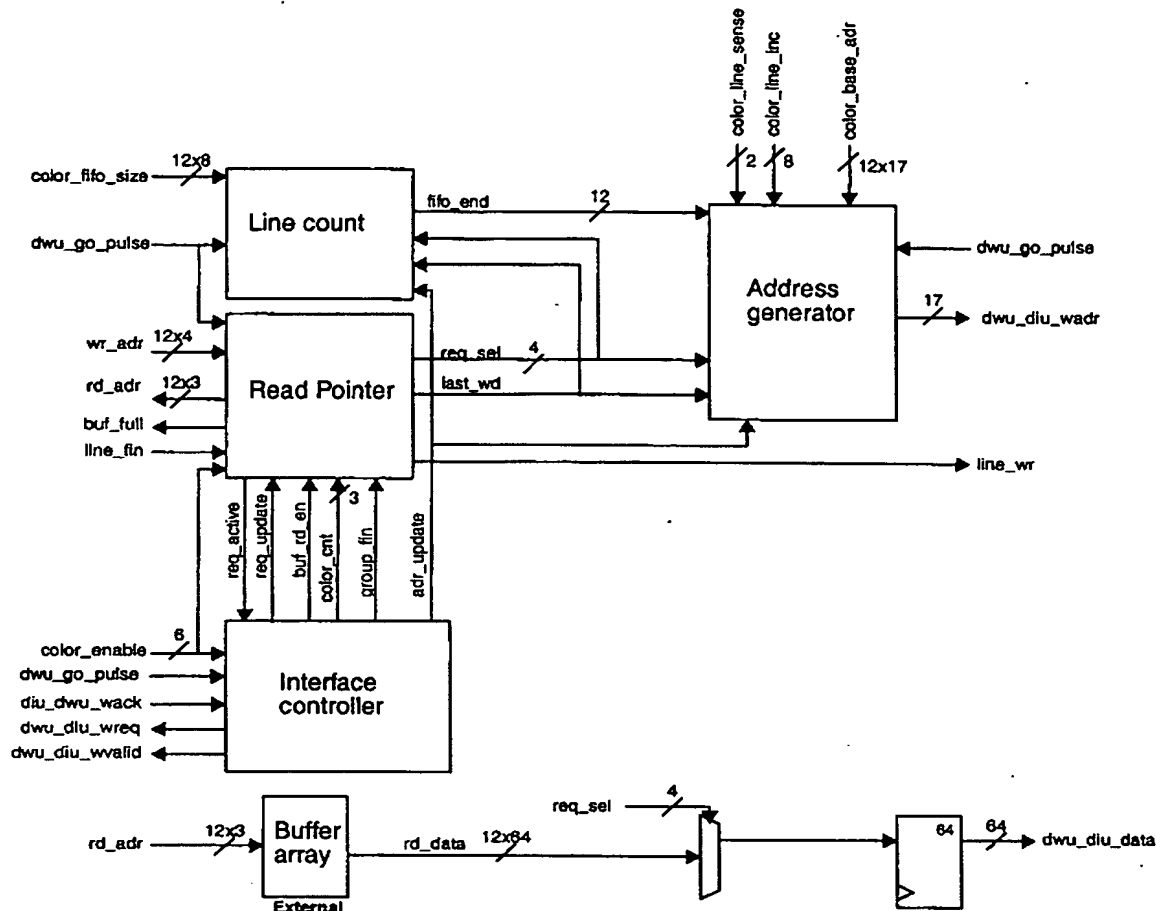 color_line_sense
color_line_inc
color_base_adr
2
8
12x17
color_fifo_size
12x8
dwu_go_pulse
Line count
fifo_end
12
Address
generator
dwu_go_pulse
17
dwu_diu_wadr
wr_adr
12x4
rd_adr
12x3
buf_full
line_fin
Read Pointer
req_sel
4
last_wd
line_wr
req_active
req_update
buf_rd_en
color_cnt
3
group_fin
adr_update
color_enable
6
dwu_go_pulse
diu_dwu_wack
dwu_diu_wreq
dwu_diu_wvalid
Interface
controller
req_sel
4
rd_adr
12x3
Buffer
array
External
rd_data
12x64
64
64
dwu_diu_data